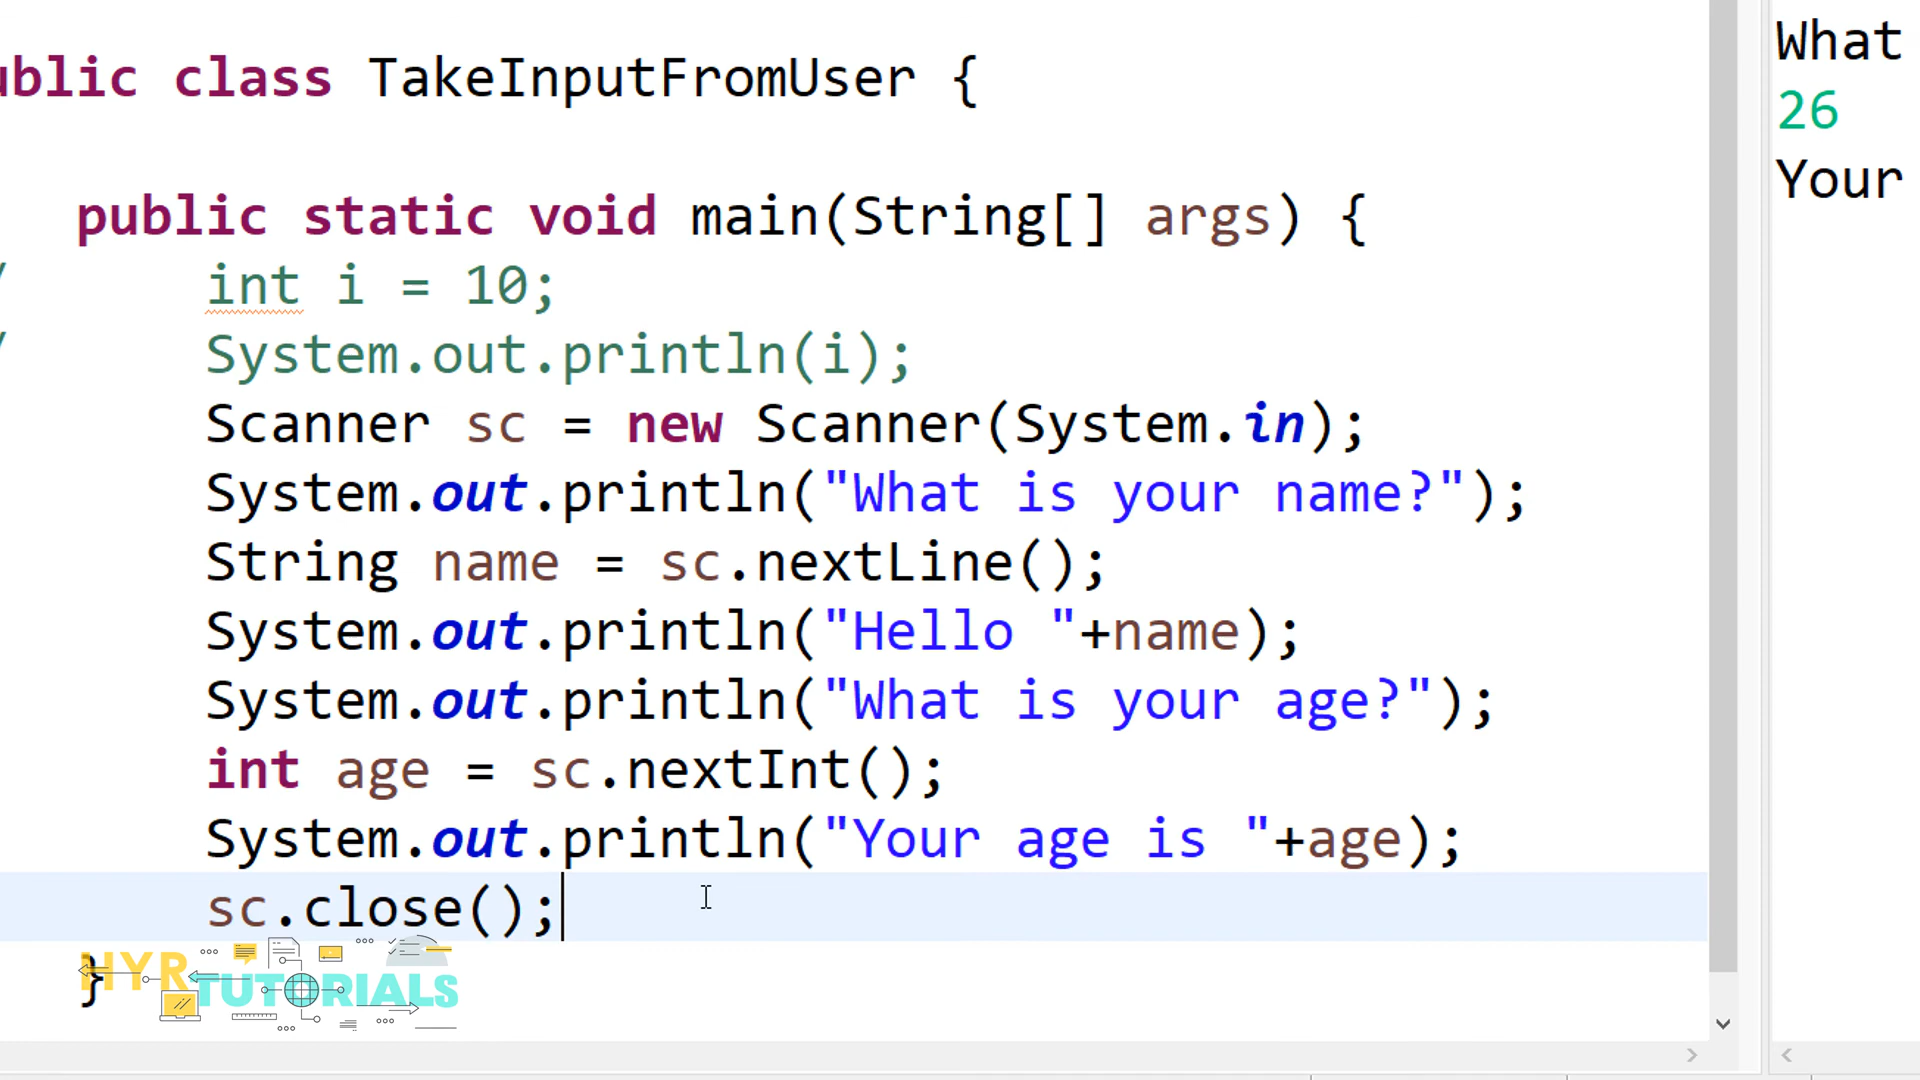 ublic class TakeInputFromUser {
public static void main(String[] args) {
/ int i = 10;
/ System.out.println(i);
Scanner sc = new Scanner(System.in);
System.out.println("What is your name?");
String name = sc.nextLine();
System.out.println("Hello "+name);
System.out.println("What is your age?");
int age = sc.nextInt();
System.out.println("Your age is "+age);
sc.close();
}
HYR
TUTORIALS
What
26
Your